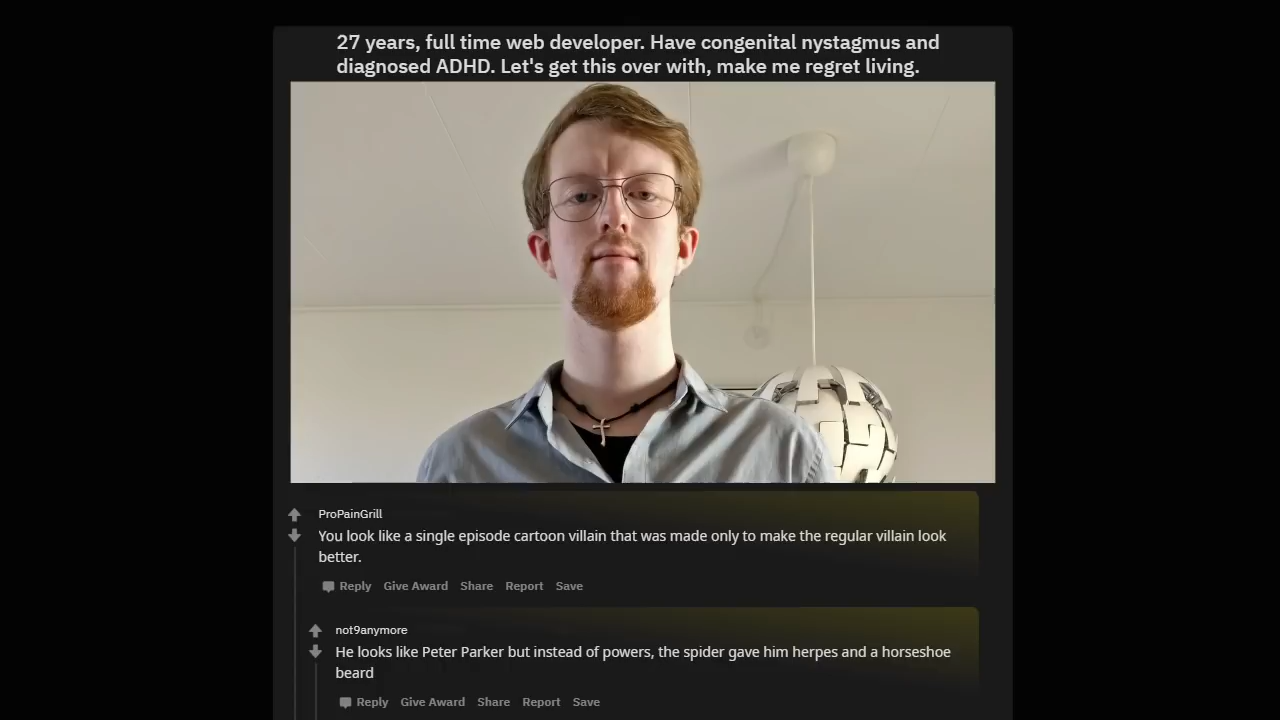 27 years, full time web developer. Have congenital nystagmus and
diagnosed ADHD. Let's get this over with, make me regret living.
ProPainGrill
You look like a single episode cartoon villain that was made only to make the regular villain look
better.
Reply Give Award Share Report Save
not9anymore
He looks like Peter Parker but instead of powers, the spider gave him herpes and a horseshoe
beard
Reply Give Award Share Report Save